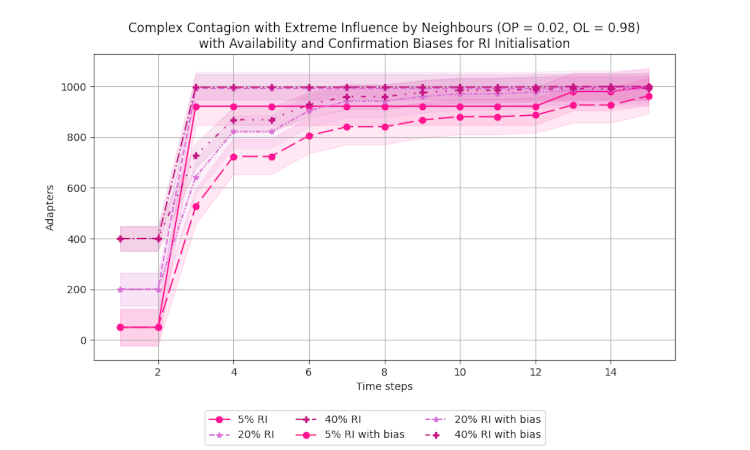 Complex Contagion with Extreme Influence by Neighbours (OP = 0.02, OL = 0.98)
with Availability and Confirmation Biases for RI Initialisation
1000
800
600
400
200
0
Adapters
2 4 6 8 10 12 14
Time steps
5% RI 40% RI 20% RI with bias
20% RI 5% RI with bias 40% RI with bias